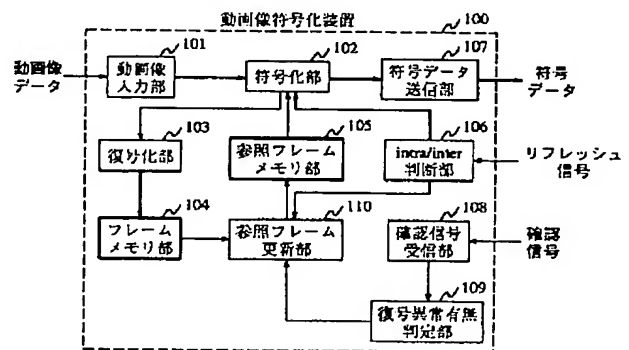 動画像符号化装置
100
101
102
107
動画像
データ
動画像
入力部
符号化部
符号データ
送信部
符号
データ
103
105
106
復号化部
参照フレーム
メモリ部
intra/inter
判断部
リフレッシュ
信号
104
110
108
フレーム
メモリ部
参照フレーム
更新部
確認信号
受信部
確認
信号
109
復号異常有無
判定部